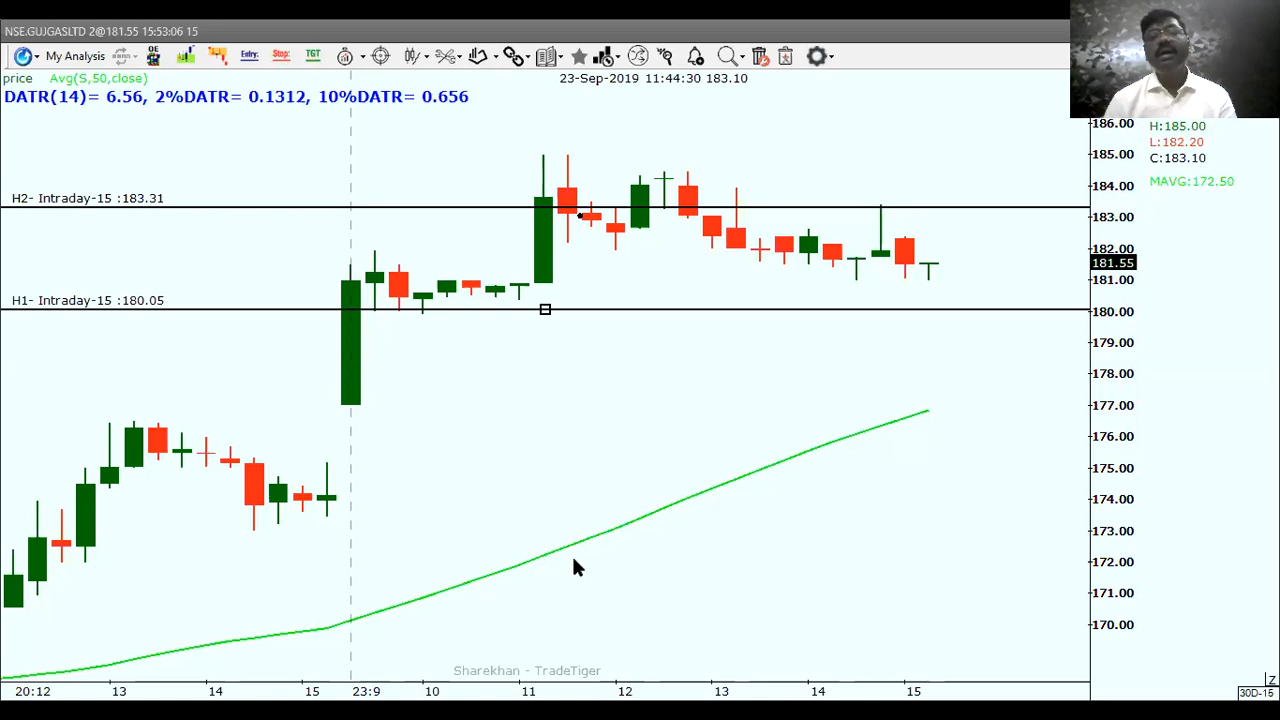 NSE.GUJGASLTD 2@181.55 15:53:06 15
My Analysis OE Entry: Stop: TGT
price Avg(S,50,close) 23-Sep-2019 11:44:30 183.10
DATR(14)= 6.56, 2%DATR= 0.1312, 10%DATR= 0.656
186.00 H:185.00
L:182.20
185.00 C:183.10
184.00 MAVG:172.50
H2- Intraday-15 :183.31
183.00
182.00
181.55
181.00
H1- Intraday-15 :180.05
180.00
179.00
178.00
177.00
176.00
175.00
174.00
173.00
172.00
171.00
170.00
Sharekhan - TradeTiger
20:12 13 14 15 23:9 10 11 12 13 14 15 Z
30D-15